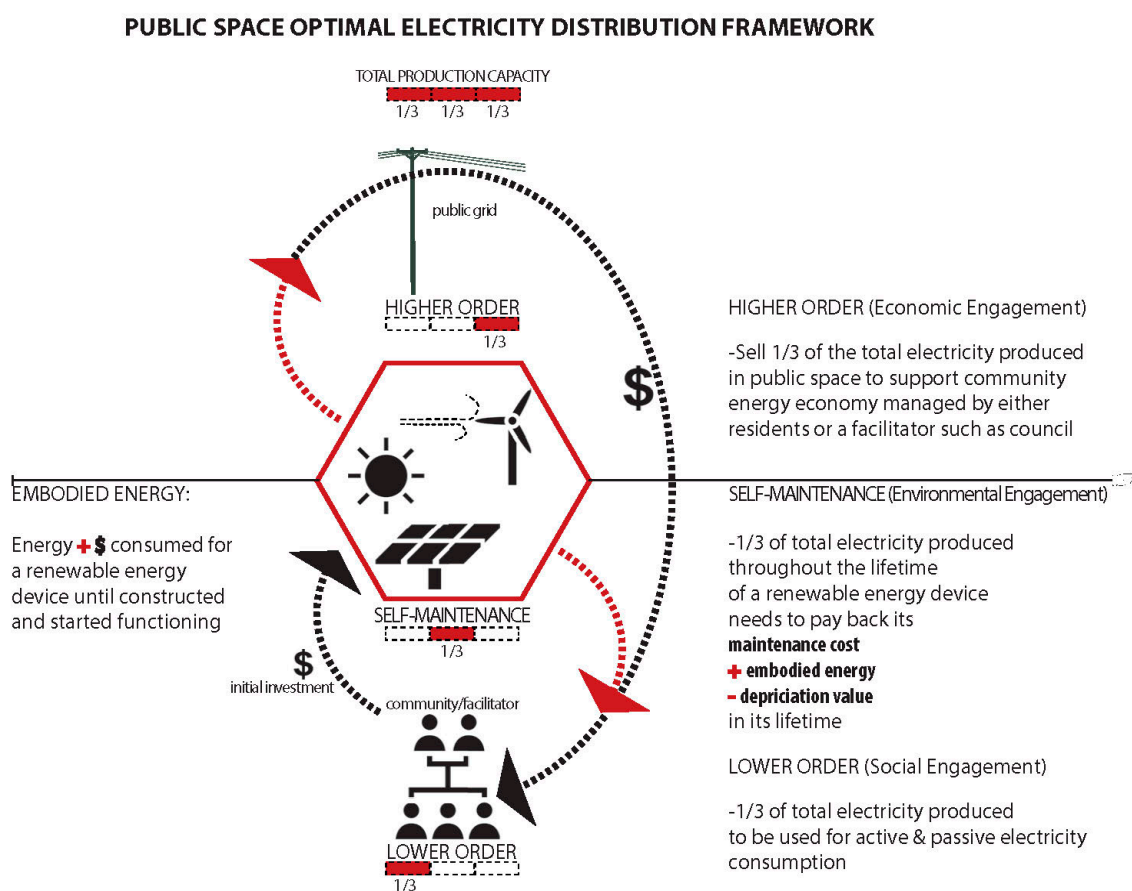 PUBLIC SPACE OPTIMAL ELECTRICITY DISTRIBUTION FRAMEWORK
TOTAL PRODUCTION CAPACITY
1/3 1/3 1/3
public grid
HIGHER ORDER
1/3
$
HIGHER ORDER (Economic Engagement)
-Sell 1/3 of the total electricity produced
in public space to support community
energy economy managed by either
residents or a facilitator such as council
EMBODIED ENERGY:
Energy + $ consumed for
a renewable energy
device until constructed
and started functioning
SELF-MAINTENANCE (Environmental Engagement)
-1/3 of total electricity produced
throughout the lifetime
of a renewable energy device
needs to pay back its
maintenance cost
+ embodied energy
- depriciation value
in its lifetime
SELF-MAINTENANCE
1/3
$
initial investment
community/facilitator
LOWER ORDER
1/3
LOWER ORDER (Social Engagement)
-1/3 of total electricity produced
to be used for active & passive electricity
consumption